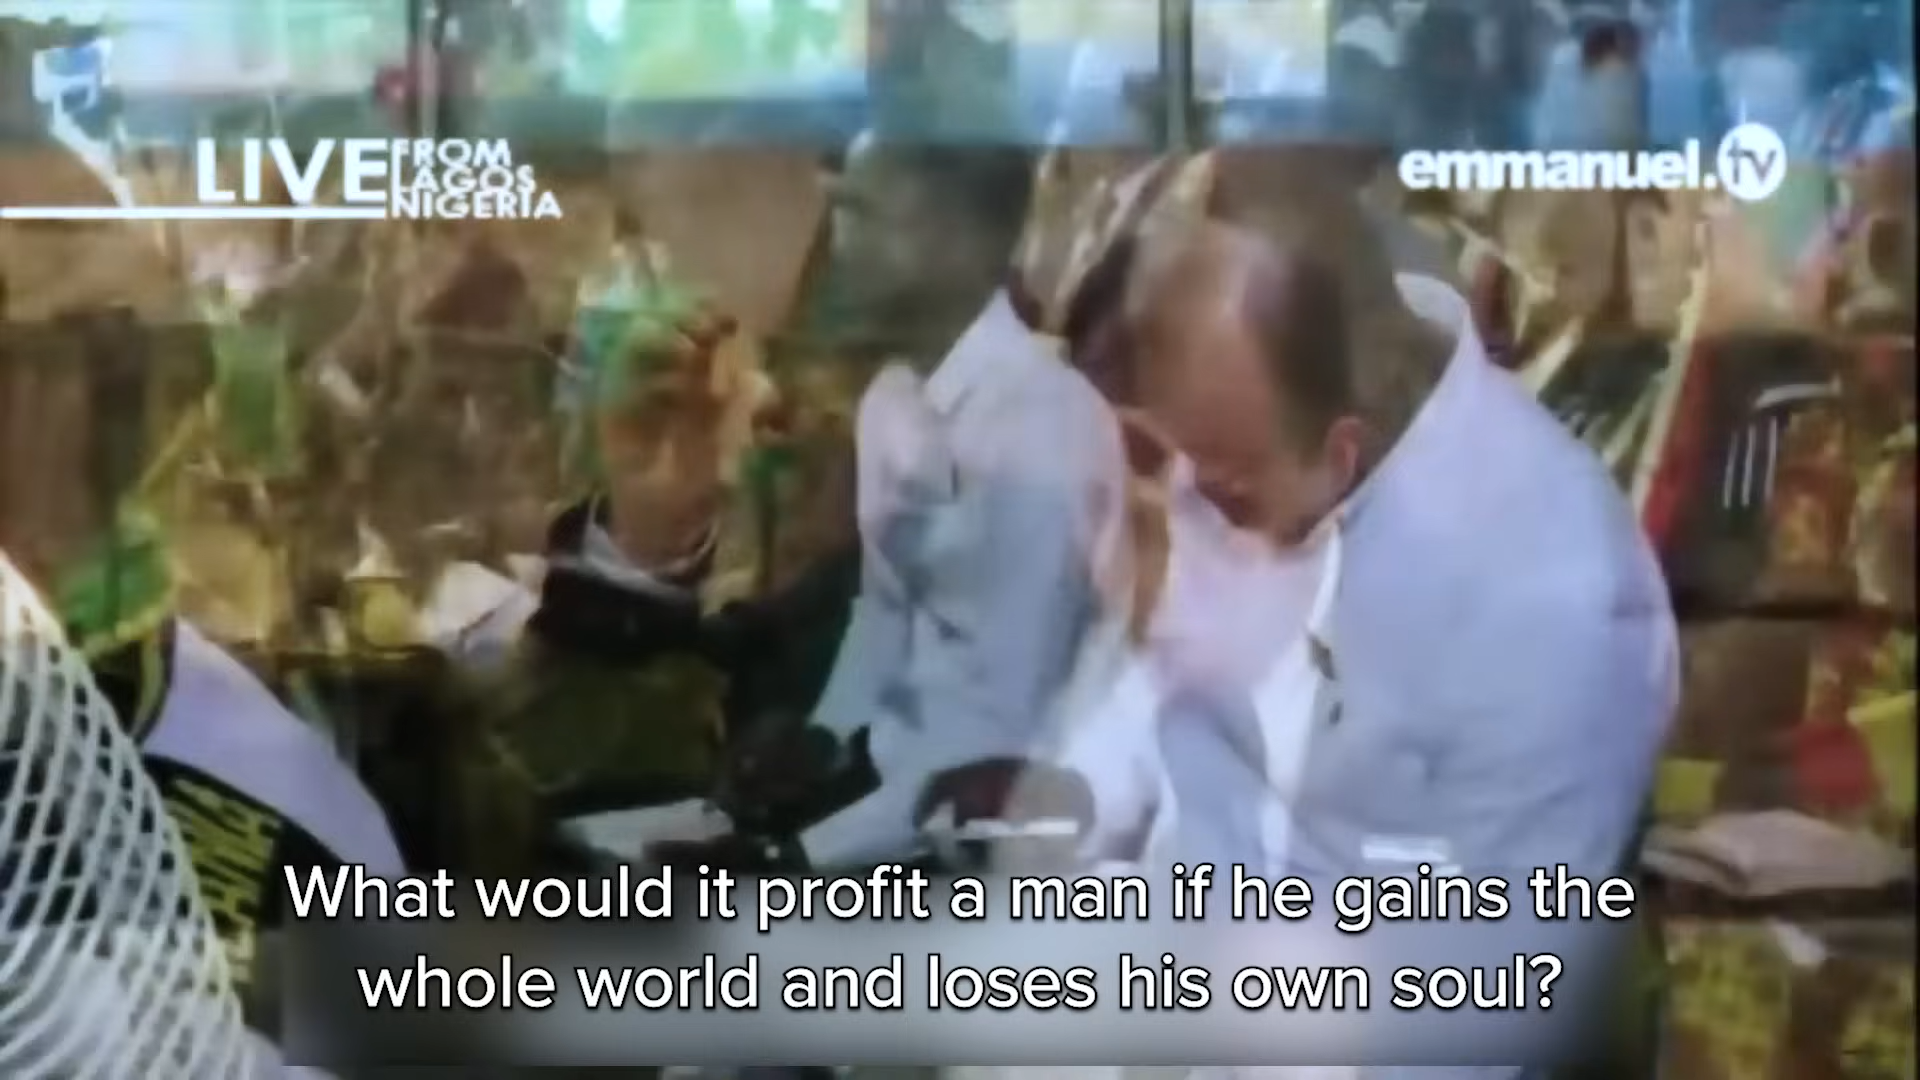 LIVE
FROM
LAGOS
NIGERIA
emmanuel.tv
What would it profit a man if he gains the
whole world and loses his own soul?